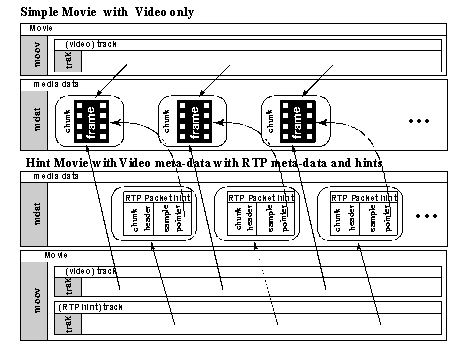 Simple Movie with Video only
Movie
moov
(video) track
trak
media data
mdat
chunk
frame
chunk
frame
chunk
frame
• • •
Hint Movie with Video meta-data with RTP meta-data and hints
media data
mdat
RTP Packet hint
chunk
header
sample
pointer
RTP Packet hint
chunk
header
sample
pointer
RTP Packet hint
chunk
header
sample
pointer
• • •
Movie
moov
(video) track
trak
(RTP hint) track
trak